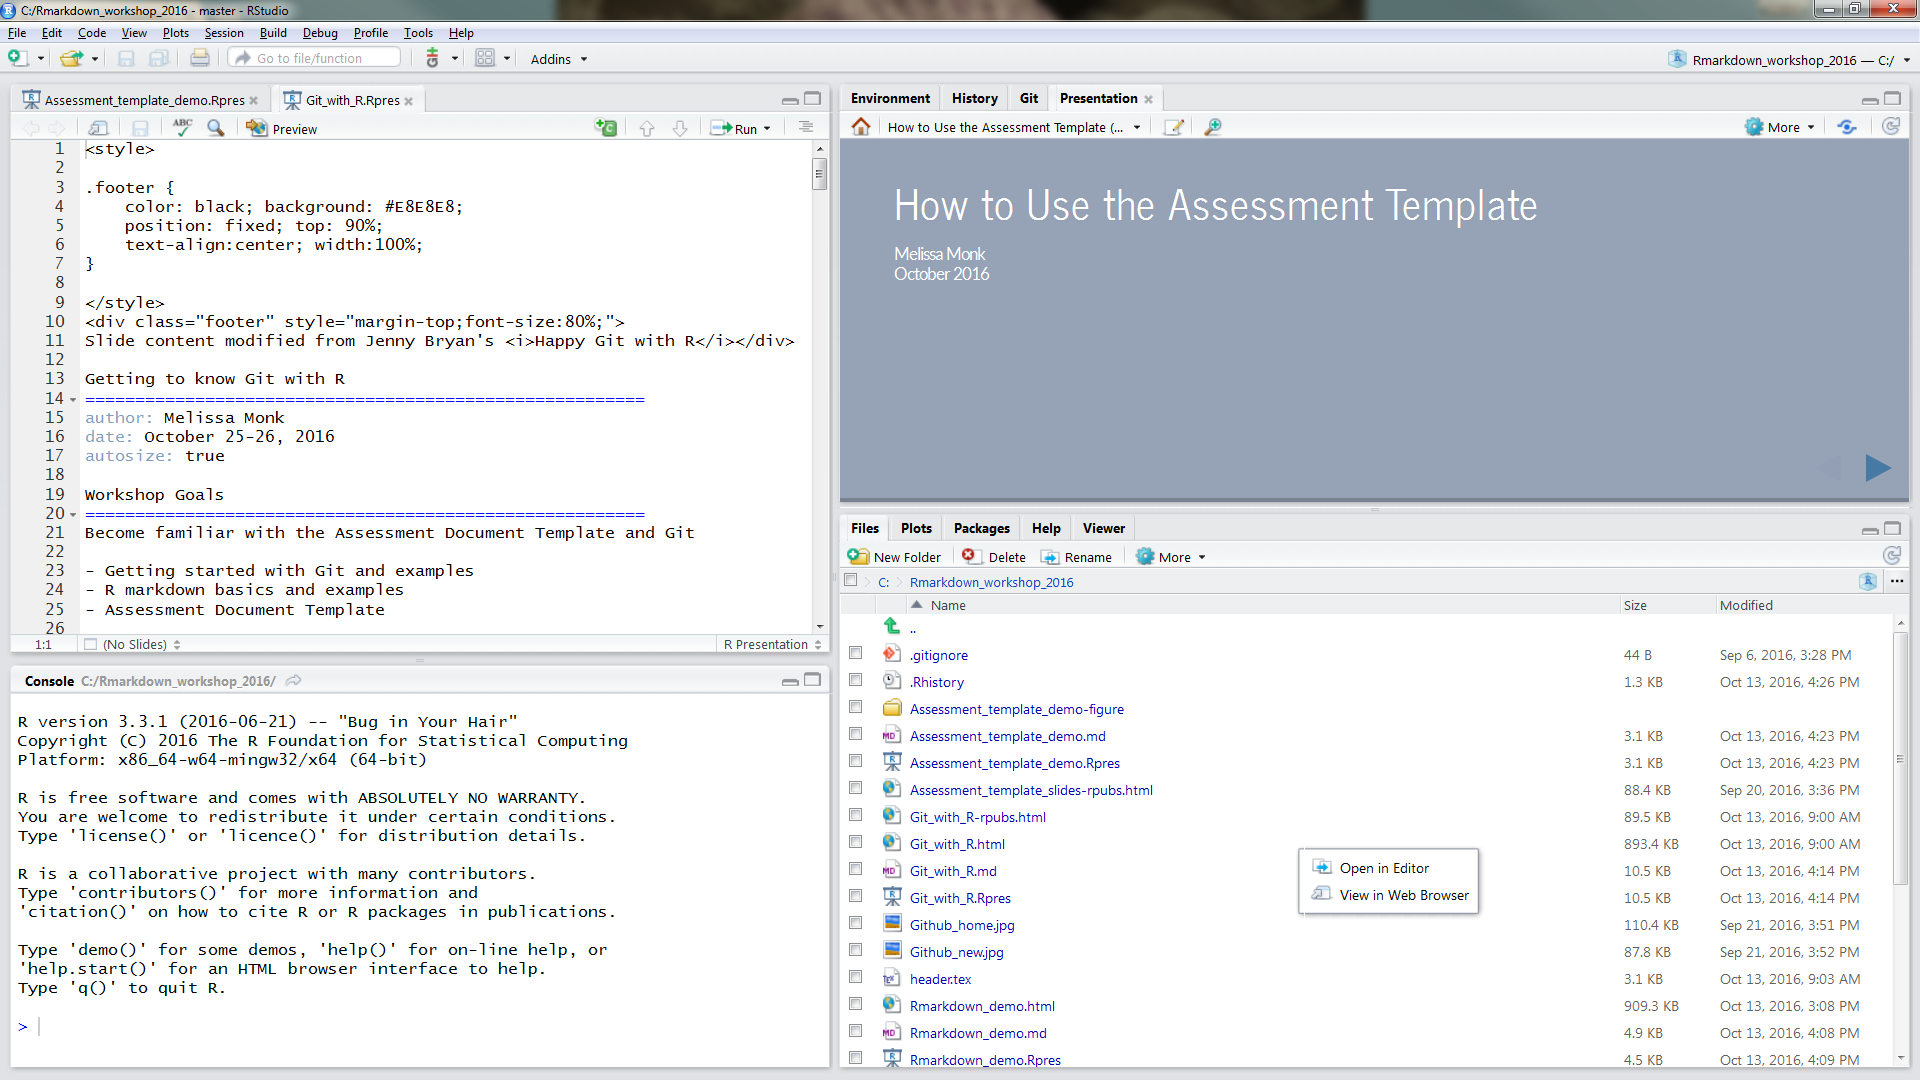 C:/Rmarkdown_workshop_2016 - master - RStudio
File Edit Code View Plots Session Build Debug Profile Tools Help
Go to file/function Addins Rmarkdown_workshop_2016 — C:/
Assessment_template_demo.Rpres Git_with_R.Rpres
ABC Preview Run
1 <style>
2
3 .footer {
4 color: black; background: #E8E8E8;
5 position: fixed; top: 90%;
6 text-align:center; width:100%;
7 }
8
9 </style>
10 <div class="footer" style="margin-top;font-size:80%;">
11 Slide content modified from Jenny Bryan's <i>Happy Git with R</i></div>
12
13 Getting to know Git with R
14 ========================================================
15 author: Melissa Monk
16 date: October 25-26, 2016
17 autosize: true
18
19 Workshop Goals
20 ========================================================
21 Become familiar with the Assessment Document Template and Git
22
23 - Getting started with Git and examples
24 - R markdown basics and examples
25 - Assessment Document Template
26
1:1 (No Slides) R Presentation
Console C:/Rmarkdown_workshop_2016/
R version 3.3.1 (2016-06-21) -- "Bug in Your Hair"
Copyright (C) 2016 The R Foundation for Statistical Computing
Platform: x86_64-w64-mingw32/x64 (64-bit)
R is free software and comes with ABSOLUTELY NO WARRANTY.
You are welcome to redistribute it under certain conditions.
Type 'license()' or 'licence()' for distribution details.
R is a collaborative project with many contributors.
Type 'contributors()' for more information and
'citation()' on how to cite R or R packages in publications.
Type 'demo()' for some demos, 'help()' for on-line help, or
'help.start()' for an HTML browser interface to help.
Type 'q()' to quit R.
>
Environment History Git Presentation
How to Use the Assessment Template (... More
How to Use the Assessment Template
Melissa Monk
October 2016
Files Plots Packages Help Viewer
New Folder Delete Rename More
C: Rmarkdown_workshop_2016 ...
Name Size Modified
..
.gitignore 44 B Sep 6, 2016, 3:28 PM
.Rhistory 1.3 KB Oct 13, 2016, 4:26 PM
Assessment_template_demo-figure
Assessment_template_demo.md 3.1 KB Oct 13, 2016, 4:23 PM
Assessment_template_demo.Rpres 3.1 KB Oct 13, 2016, 4:23 PM
Assessment_template_slides-rpubs.html 88.4 KB Sep 20, 2016, 3:36 PM
Git_with_R-rpubs.html 89.5 KB Oct 13, 2016, 9:00 AM
Git_with_R.html 893.4 KB Oct 13, 2016, 9:00 AM
Git_with_R.md 10.5 KB Oct 13, 2016, 4:14 PM
Git_with_R.Rpres 10.5 KB Oct 13, 2016, 4:14 PM
Github_home.jpg 110.4 KB Sep 21, 2016, 3:51 PM
Github_new.jpg 87.8 KB Sep 21, 2016, 3:52 PM
header.tex 3.1 KB Oct 13, 2016, 9:03 AM
Rmarkdown_demo.html 909.3 KB Oct 13, 2016, 3:08 PM
Rmarkdown_demo.md 4.9 KB Oct 13, 2016, 4:08 PM
Rmarkdown_demo.Rpres 4.5 KB Oct 13, 2016, 4:09 PM
Open in Editor
View in Web Browser